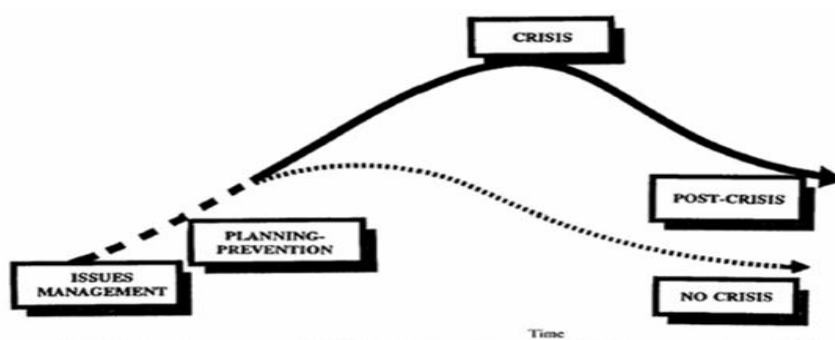 CRISIS
POST-CRISIS
PLANNING-
PREVENTION
ISSUES
MANAGEMENT
NO CRISIS
Time